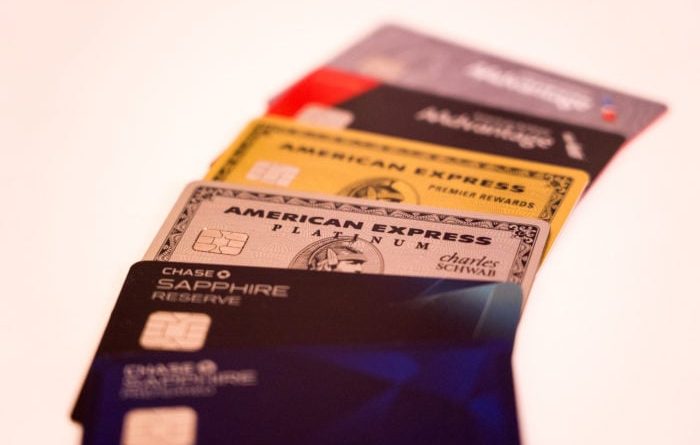 AAdvantage
AAdvantage
AMERICAN EXPRESS
PREMIER REWARDS
AMERICAN EXPRESS
PLATINUM
charles
SCHWAB
CHASE
SAPPHIRE
RESERVE
CHASE
SAPPHIRE